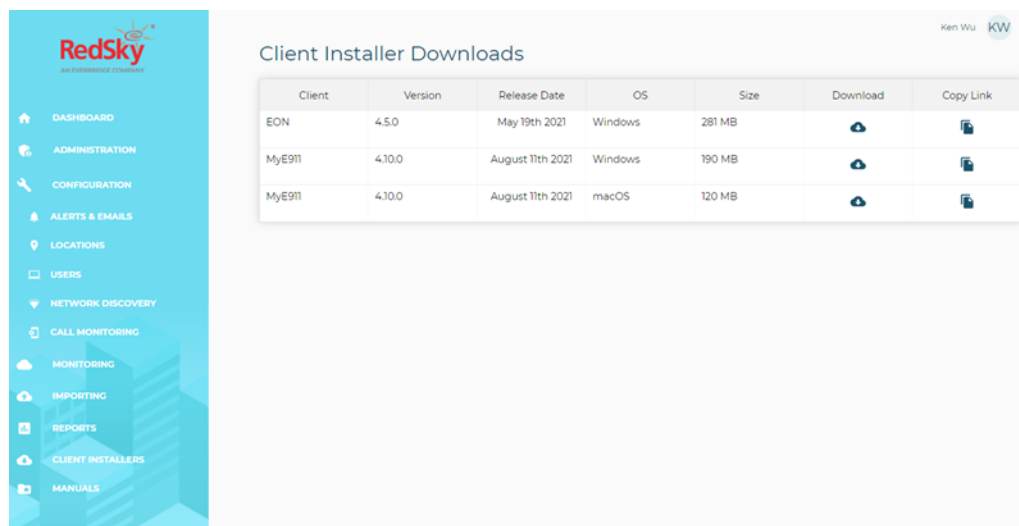 RedSky
AN EVERBRIDGE COMPANY
DASHBOARD
ADMINISTRATION
CONFIGURATION
ALERTS & EMAILS
LOCATIONS
USERS
NETWORK DISCOVERY
CALL MONITORING
MONITORING
IMPORTING
REPORTS
CLIENT INSTALLERS
MANUALS
Ken Wu KW
Client Installer Downloads
Client Version Release Date OS Size Download Copy Link
EON 4.5.0 May 19th 2021 Windows 281 MB
MyE911 4.10.0 August 11th 2021 Windows 190 MB
MyE911 4.10.0 August 11th 2021 macOS 120 MB